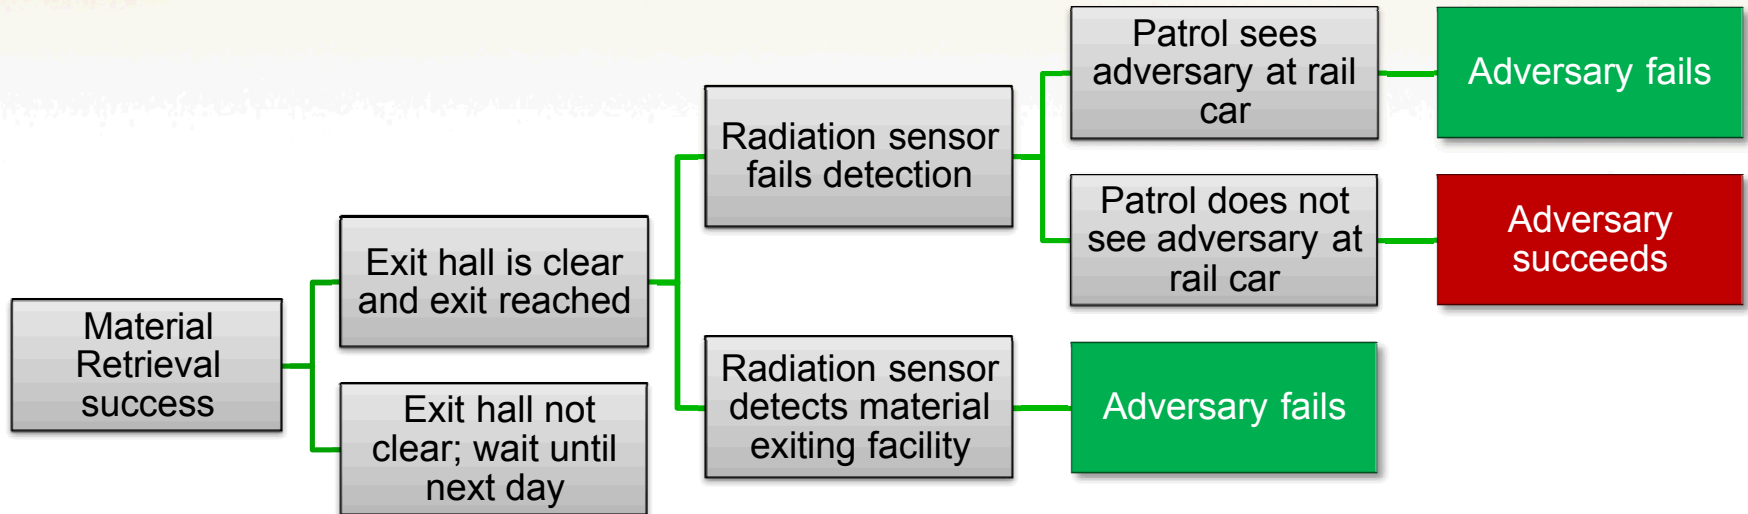 Material
Retrieval
success
Exit hall is clear
and exit reached
Exit hall not
clear; wait until
next day
Radiation sensor
fails detection
Radiation sensor
detects material
exiting facility
Patrol sees
adversary at rail
car
Patrol does not
see adversary at
rail car
Adversary fails
Adversary
succeeds
Adversary fails